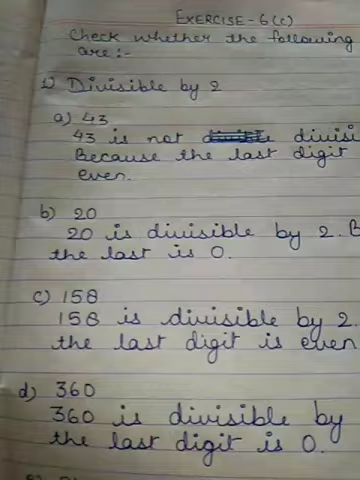 EXERCISE-6(C)
Check whether the following
are:-
1) Divisible by 2
a) 43
43 is not divisi
Because the last digit
even.
b) 20
20 is divisible by 2. B
the last is 0.
c) 158
158 is divisible by 2.
the last digit is even
d) 360
360 is divisible by
the last digit is 0.